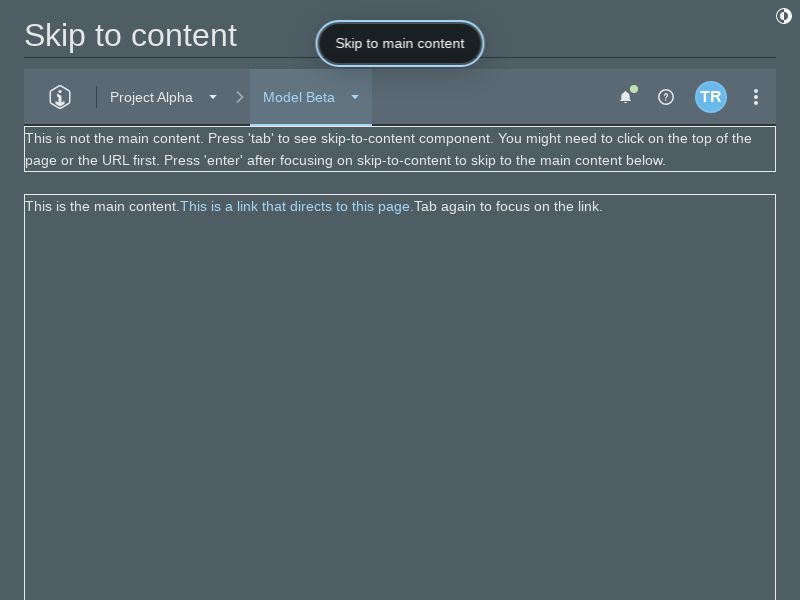 Skip to content
Skip to main content
Project Alpha
Model Beta
TR
This is not the main content. Press 'tab' to see skip-to-content component. You might need to click on the top of the
page or the URL first. Press 'enter' after focusing on skip-to-content to skip to the main content below.
This is the main content.This is a link that directs to this page.Tab again to focus on the link.